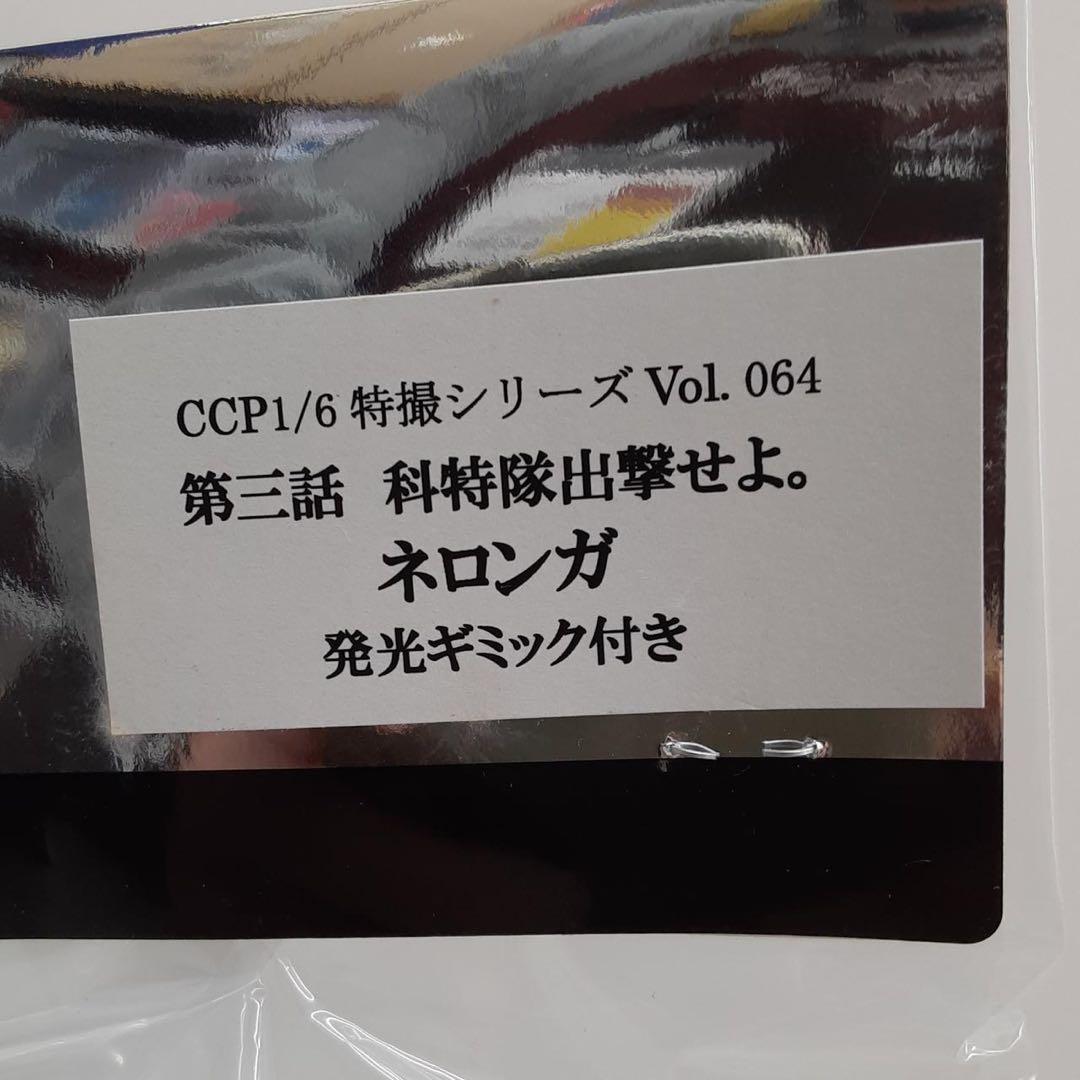 CCP1/6 特撮シリーズ Vol. 064
第三話 科特隊出撃せよ。
ネロンガ
発光ギミック付き